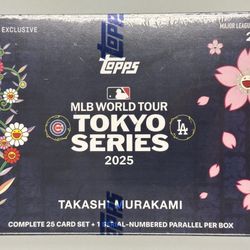 EXCLUSIVE
MAJOR LEAGUE
topps
MLB WORLD TOUR
TOKYO
SERIES
2025
LA
TAKASHI MURAKAMI
COMPLETE 25 CARD SET + 1 SERIAL-NUMBERED PARALLEL PER BOX